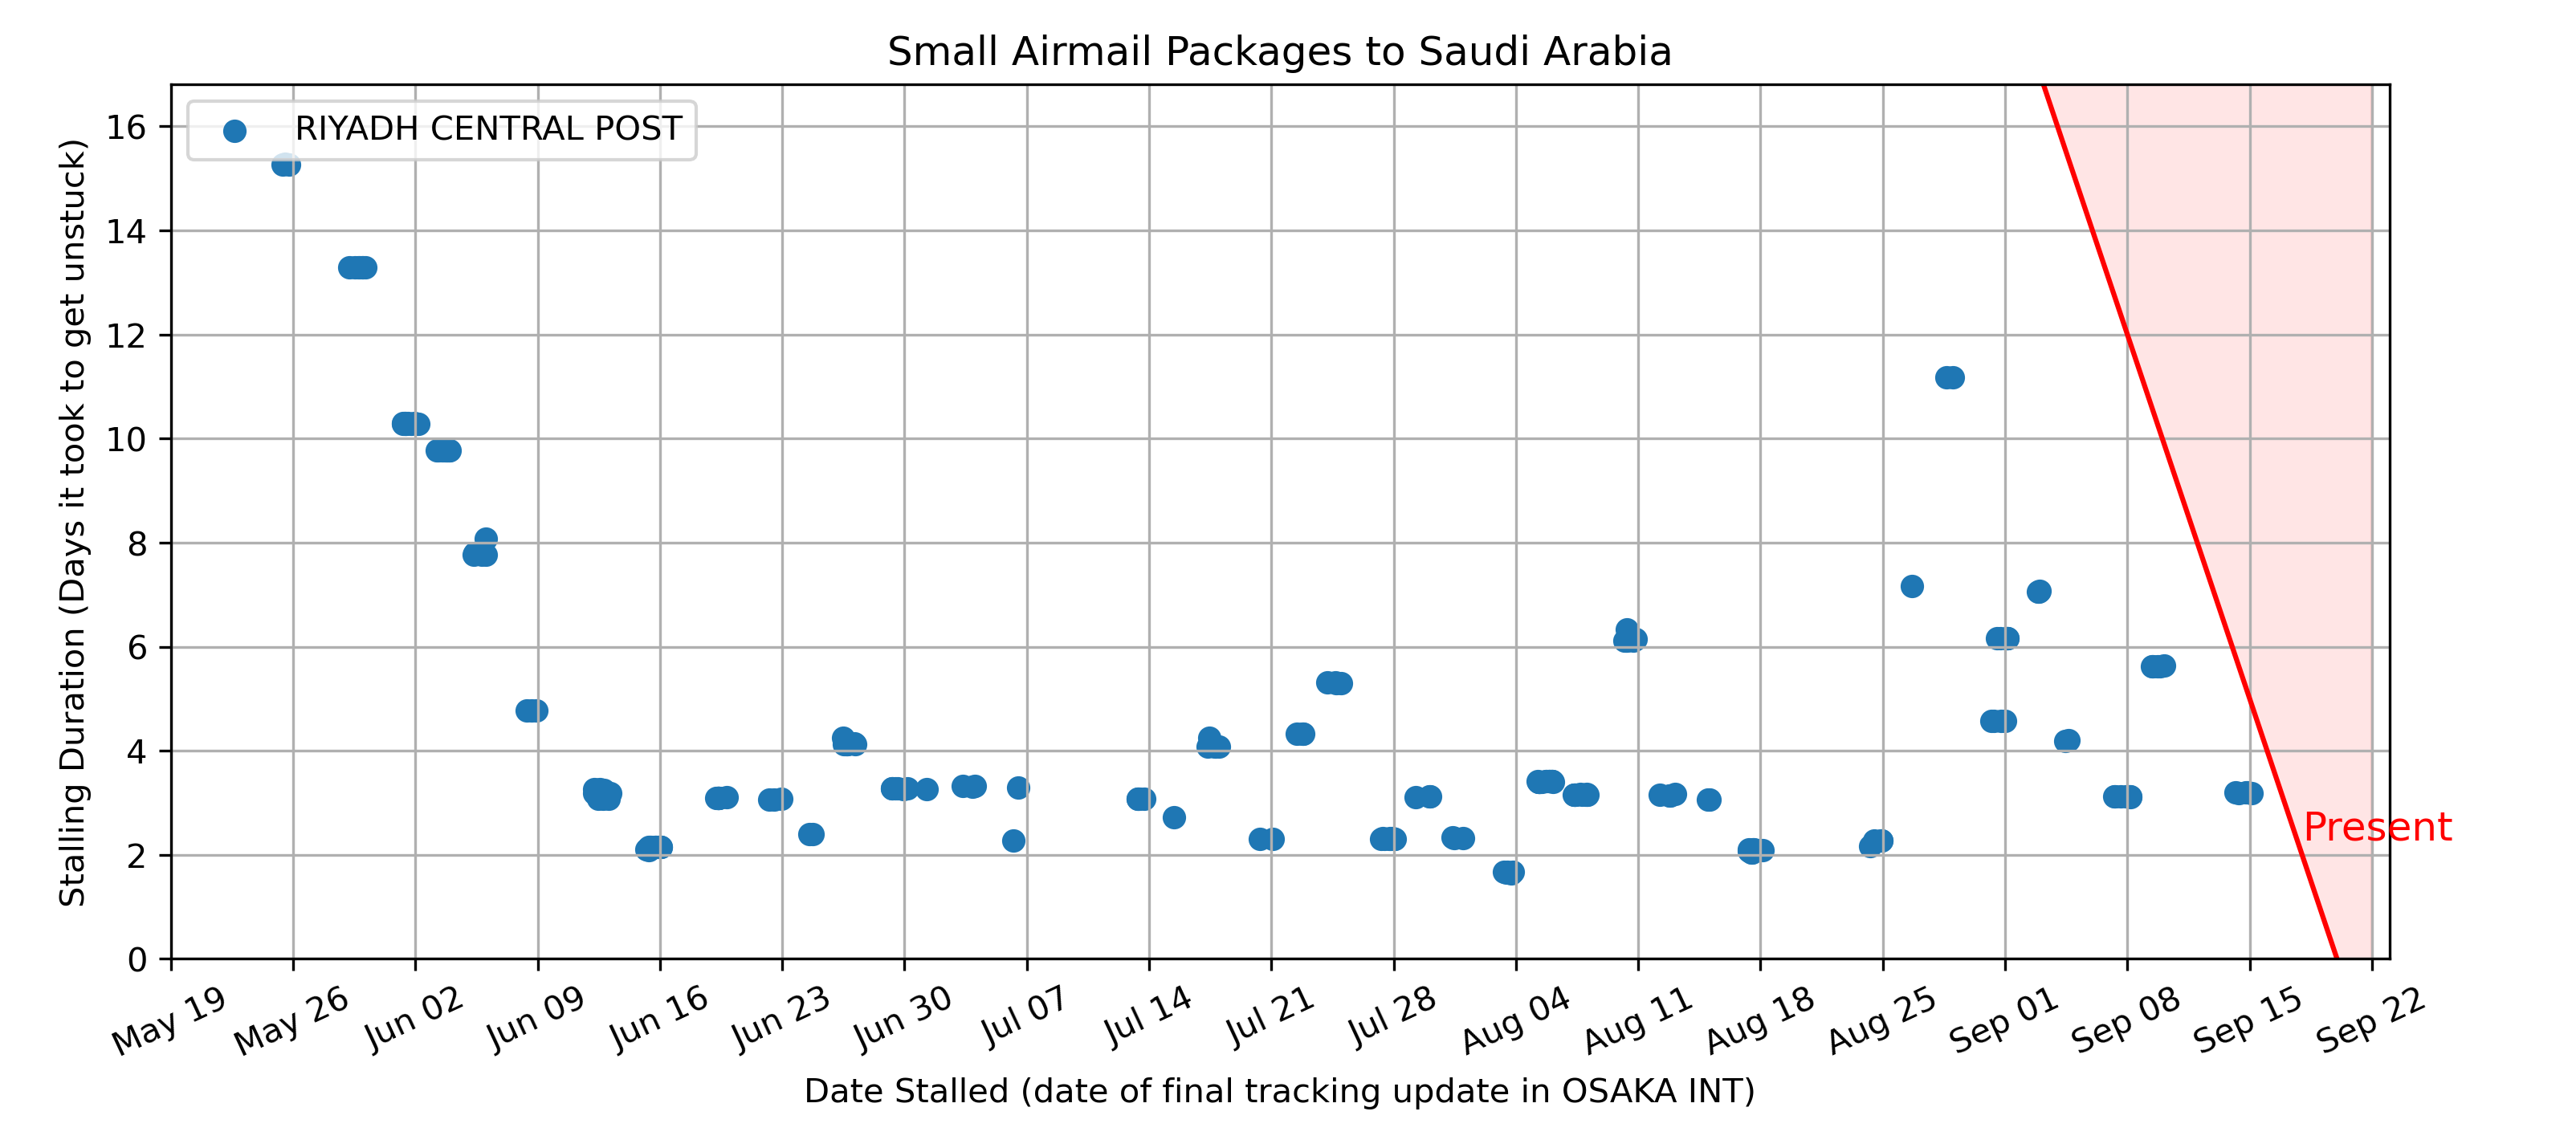 Small Airmail Packages to Saudi Arabia
RIYADH CENTRAL POST
Stalling Duration (Days it took to get unstuck)
16
14
12
10
8
6
4
2
0
Present
May 19 May 26 Jun 02 Jun 09 Jun 16 Jun 23 Jun 30 Jul 07 Jul 14 Jul 21 Jul 28 Aug 04 Aug 11 Aug 18 Aug 25 Sep 01 Sep 08 Sep 15 Sep 22
Date Stalled (date of final tracking update in OSAKA INT)